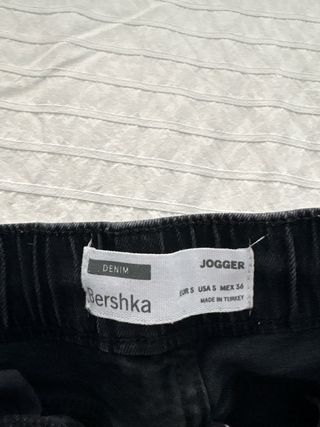 DENIM
Bershka
JOGGER
EUR S USA S MEX 36
MADE IN TURKEY